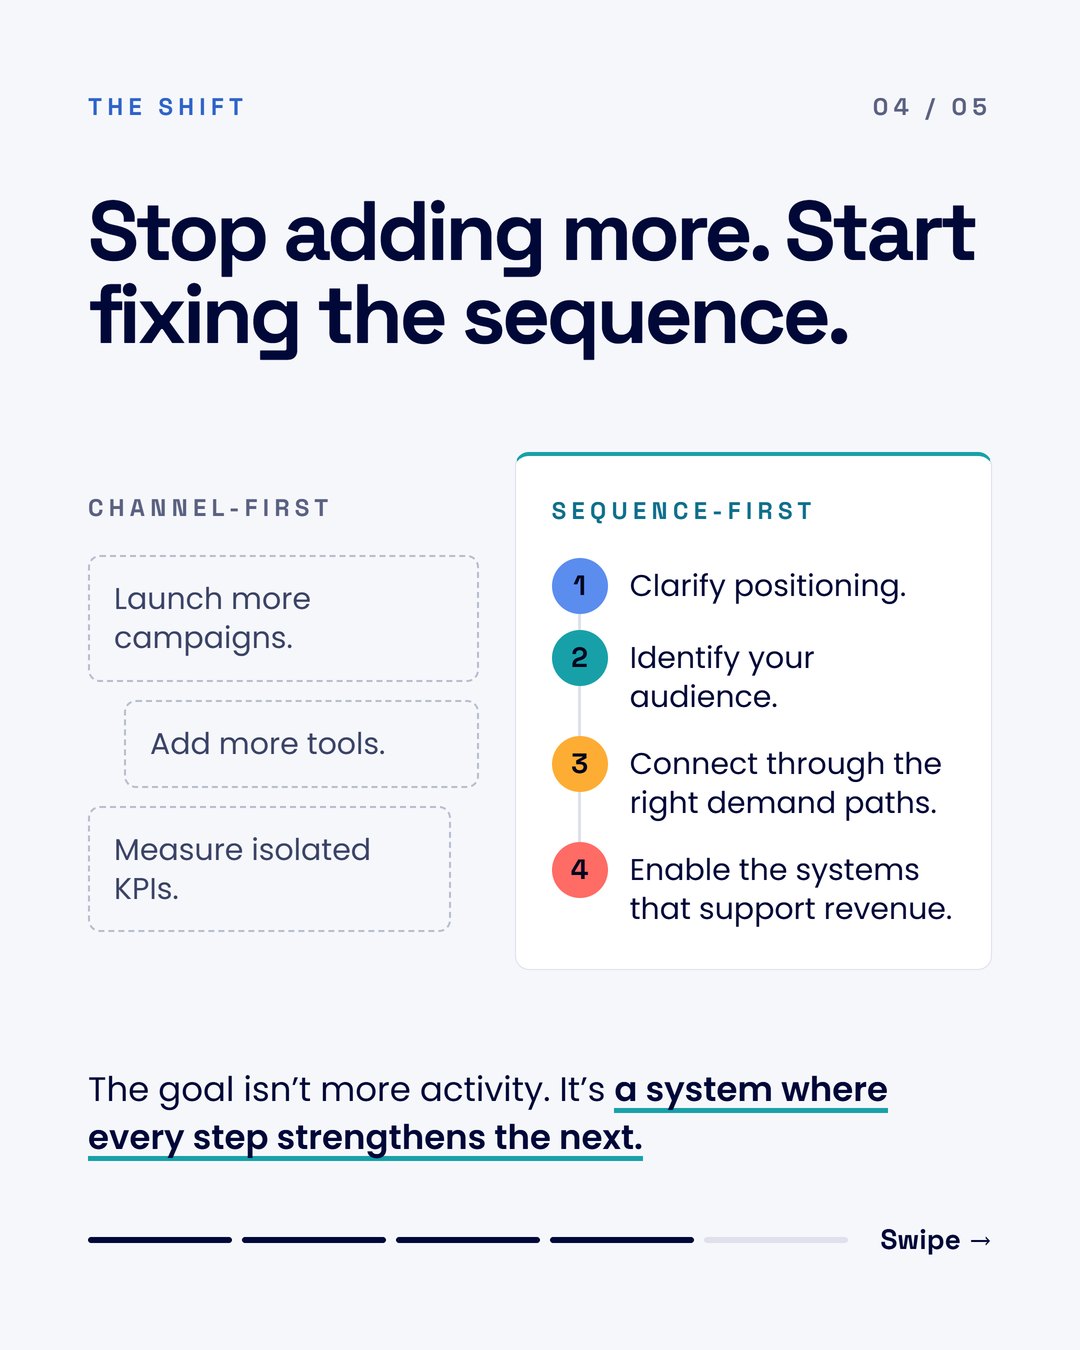 THE SHIFT
04 / 05
Stop adding more. Start
fixing the sequence.
CHANNEL-FIRST
Launch more
campaigns.
Add more tools.
Measure isolated
KPIs.
SEQUENCE-FIRST
1 Clarify positioning.
2 Identify your
audience.
3 Connect through the
right demand paths.
4 Enable the systems
that support revenue.
The goal isn’t more activity. It’s a system where
every step strengthens the next.
Swipe →